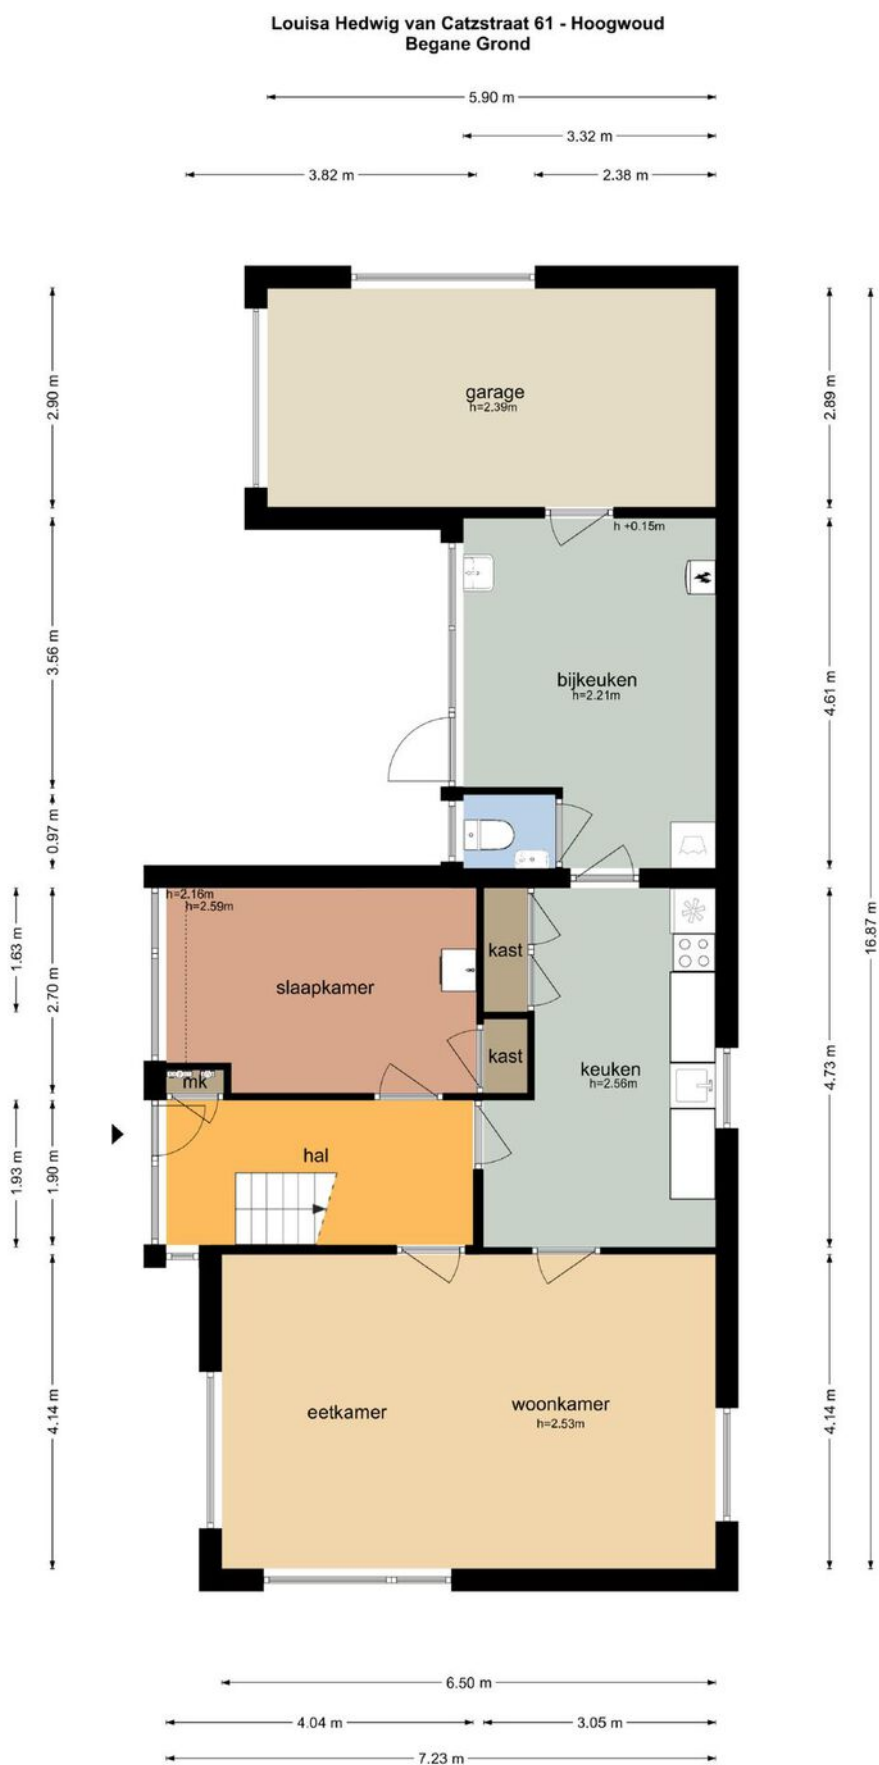 Louisa Hedwig van Catzstraat 61 - Hoogwoud
Begane Grond
5.90 m
3.32 m
3.82 m
2.38 m
2.90 m
garage
h=2.39m
2.89 m
h +0.15m
3.56 m
bijkeuken
h=2.21m
4.61 m
0.97 m
16.87 m
h=2.16m
h=2.59m
1.63 m
2.70 m
slaapkamer
kast
kast
keuken
h=2.56m
4.73 m
mk
hal
1.93 m
1.90 m
4.14 m
eetkamer
woonkamer
h=2.53m
4.14 m
6.50 m
4.04 m
3.05 m
7.23 m